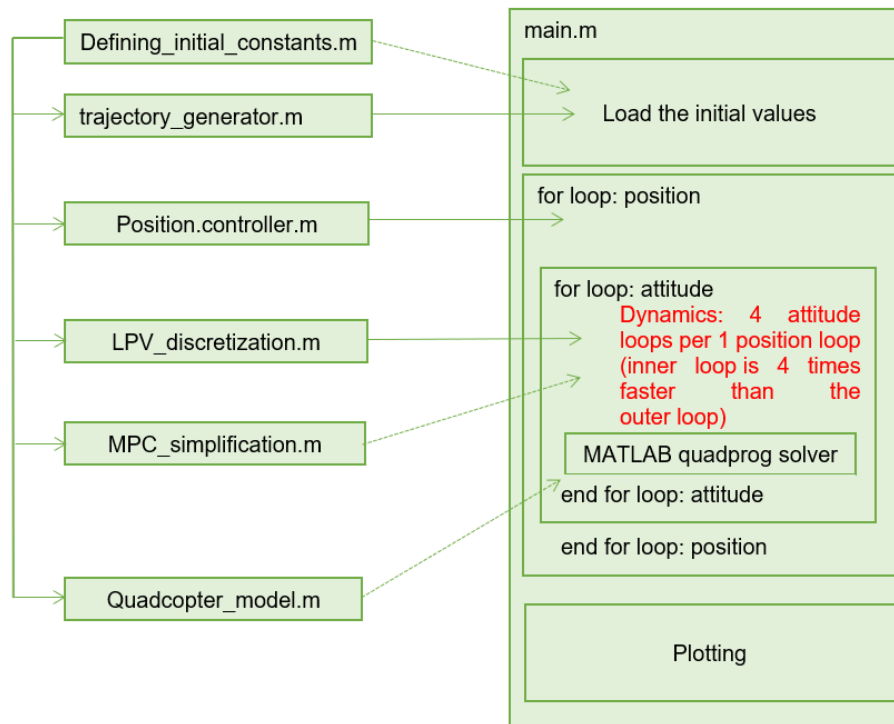 Defining_initial_constants.m
trajectory_generator.m
Position.controller.m
LPV_discretization.m
MPC_simplification.m
Quadcopter_model.m
main.m
Load the initial values
for loop: position
for loop: attitude
Dynamics: 4 attitude
loops per 1 position loop
(inner loop is 4 times
faster than the
outer loop)
MATLAB quadprog solver
end for loop: attitude
end for loop: position
Plotting